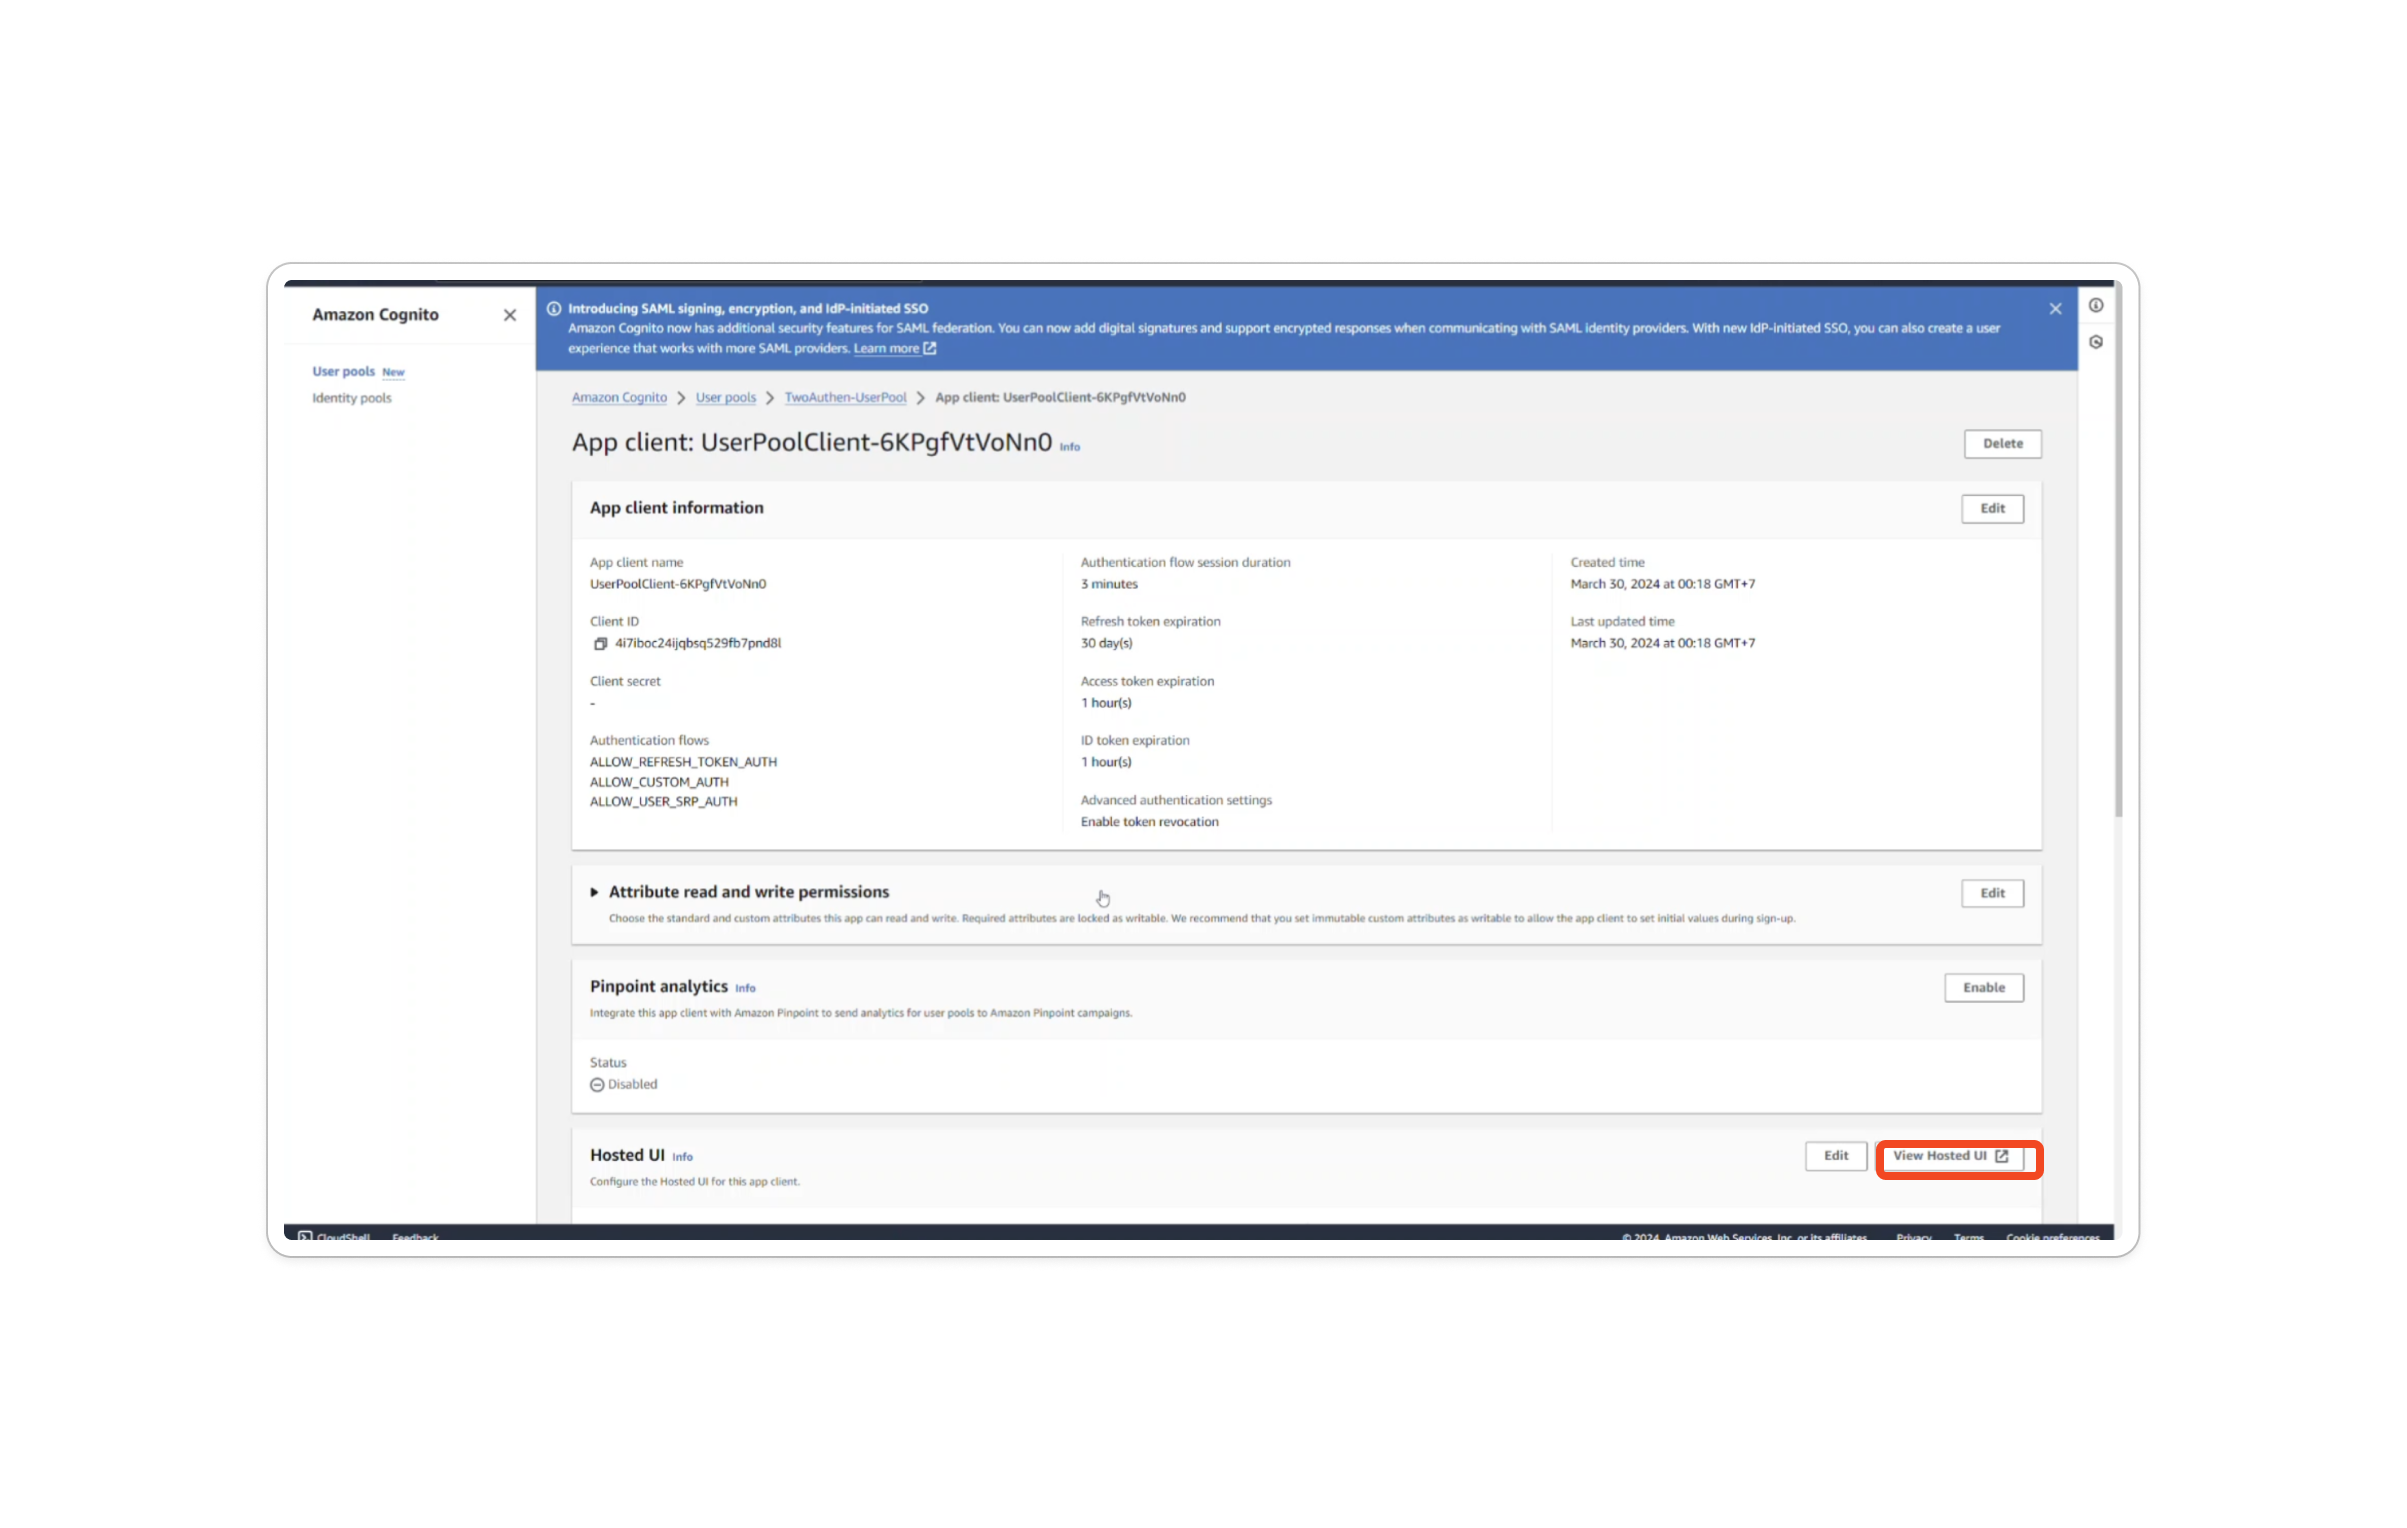 Amazon Cognito
User pools New
Identity pools
Introducing SAML signing, encryption, and IdP-initiated SSO
Amazon Cognito now has additional security features for SAML federation. You can now add digital signatures and support encrypted responses when communicating with SAML identity providers. With new IdP-initiated SSO, you can also create a user
experience that works with more SAML providers. Learn more
Amazon Cognito > User pools > TwoAuthen-UserPool > App client: UserPoolClient-6KPgfVtVoNn0
App client: UserPoolClient-6KPgfVtVoNn0 Info
Delete
App client information
Edit
App client name
UserPoolClient-6KPgfVtVoNn0
Client ID
4i7iboc24ijqbsq529fb7pnd8l
Client secret
-
Authentication flows
ALLOW_REFRESH_TOKEN_AUTH
ALLOW_CUSTOM_AUTH
ALLOW_USER_SRP_AUTH
Authentication flow session duration
3 minutes
Refresh token expiration
30 day(s)
Access token expiration
1 hour(s)
ID token expiration
1 hour(s)
Advanced authentication settings
Enable token revocation
Created time
March 30, 2024 at 00:18 GMT+7
Last updated time
March 30, 2024 at 00:18 GMT+7
Attribute read and write permissions
Edit
Choose the standard and custom attributes this app can read and write. Required attributes are locked as writable. We recommend that you set immutable custom attributes as writable to allow the app client to set initial values during sign-up.
Pinpoint analytics Info
Enable
Integrate this app client with Amazon Pinpoint to send analytics for user pools to Amazon Pinpoint campaigns.
Status
Disabled
Hosted UI Info
Edit
View Hosted UI
Configure the Hosted UI for this app client.
CloudShell Feedback
© 2024, Amazon Web Services, Inc. or its affiliates. Privacy Terms Cookie preferences